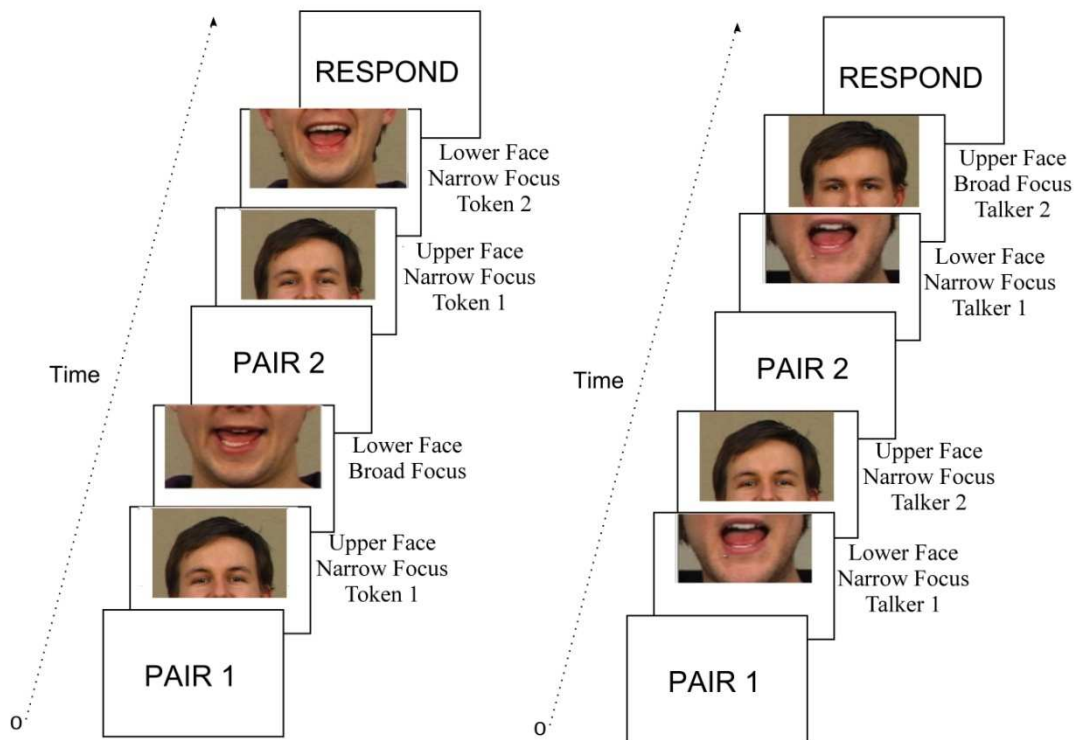 RESPOND
Lower Face
Narrow Focus
Token 2
Upper Face
Narrow Focus
Token 1
PAIR 2
Time
Lower Face
Broad Focus
Upper Face
Narrow Focus
Token 1
PAIR 1
0
RESPOND
Upper Face
Broad Focus
Talker 2
Lower Face
Narrow Focus
Talker 1
PAIR 2
Time
Upper Face
Narrow Focus
Talker 2
Lower Face
Narrow Focus
Talker 1
PAIR 1
0